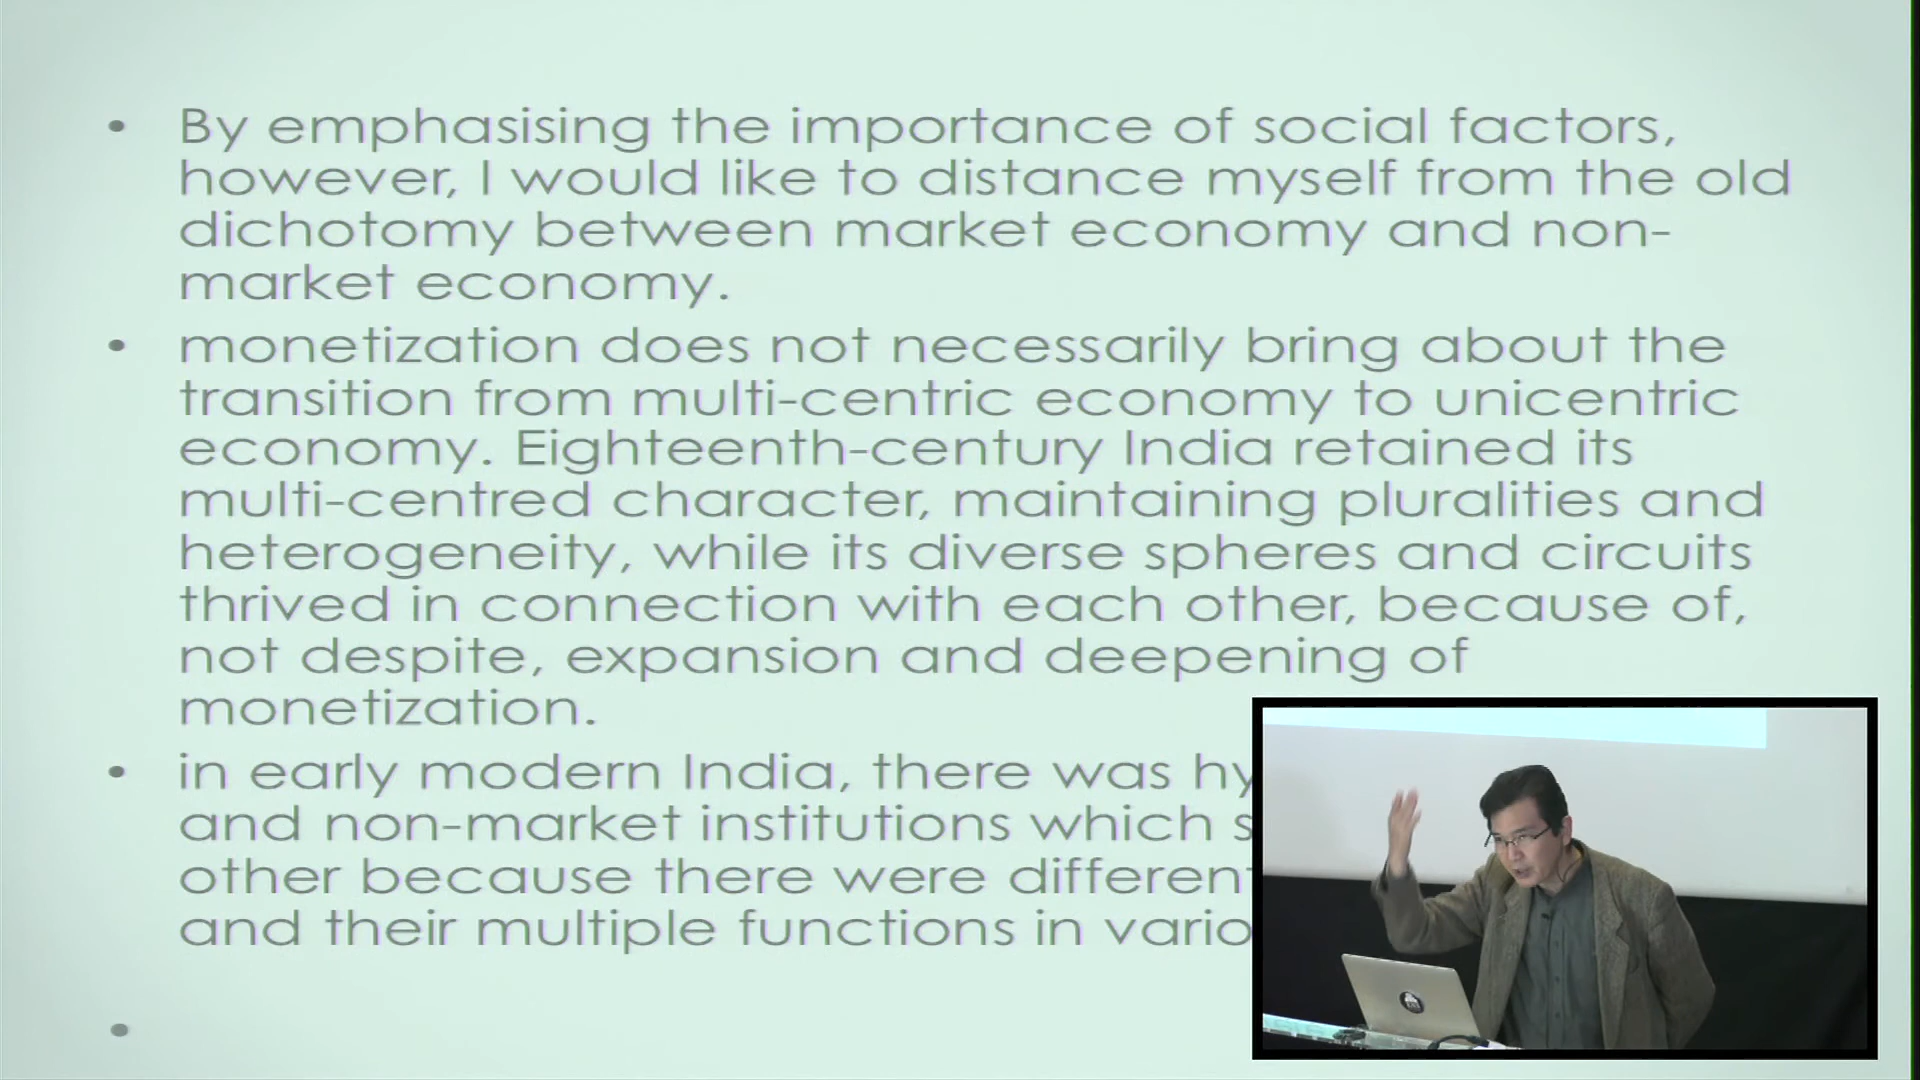 By emphasising the importance of social factors,
however, I would like to distance myself from the old
dichotomy between market economy and non-
market economy.
monetization does not necessarily bring about the
transition from multi-centric economy to unicentric
economy. Eighteenth-century India retained its
multi-centred character, maintaining pluralities and
heterogeneity, while its diverse spheres and circuits
thrived in connection with each other, because of,
not despite, expansion and deepening of
monetization.
in early modern India, there was
and non-market institutions which
other because there were
and their multiple functions in